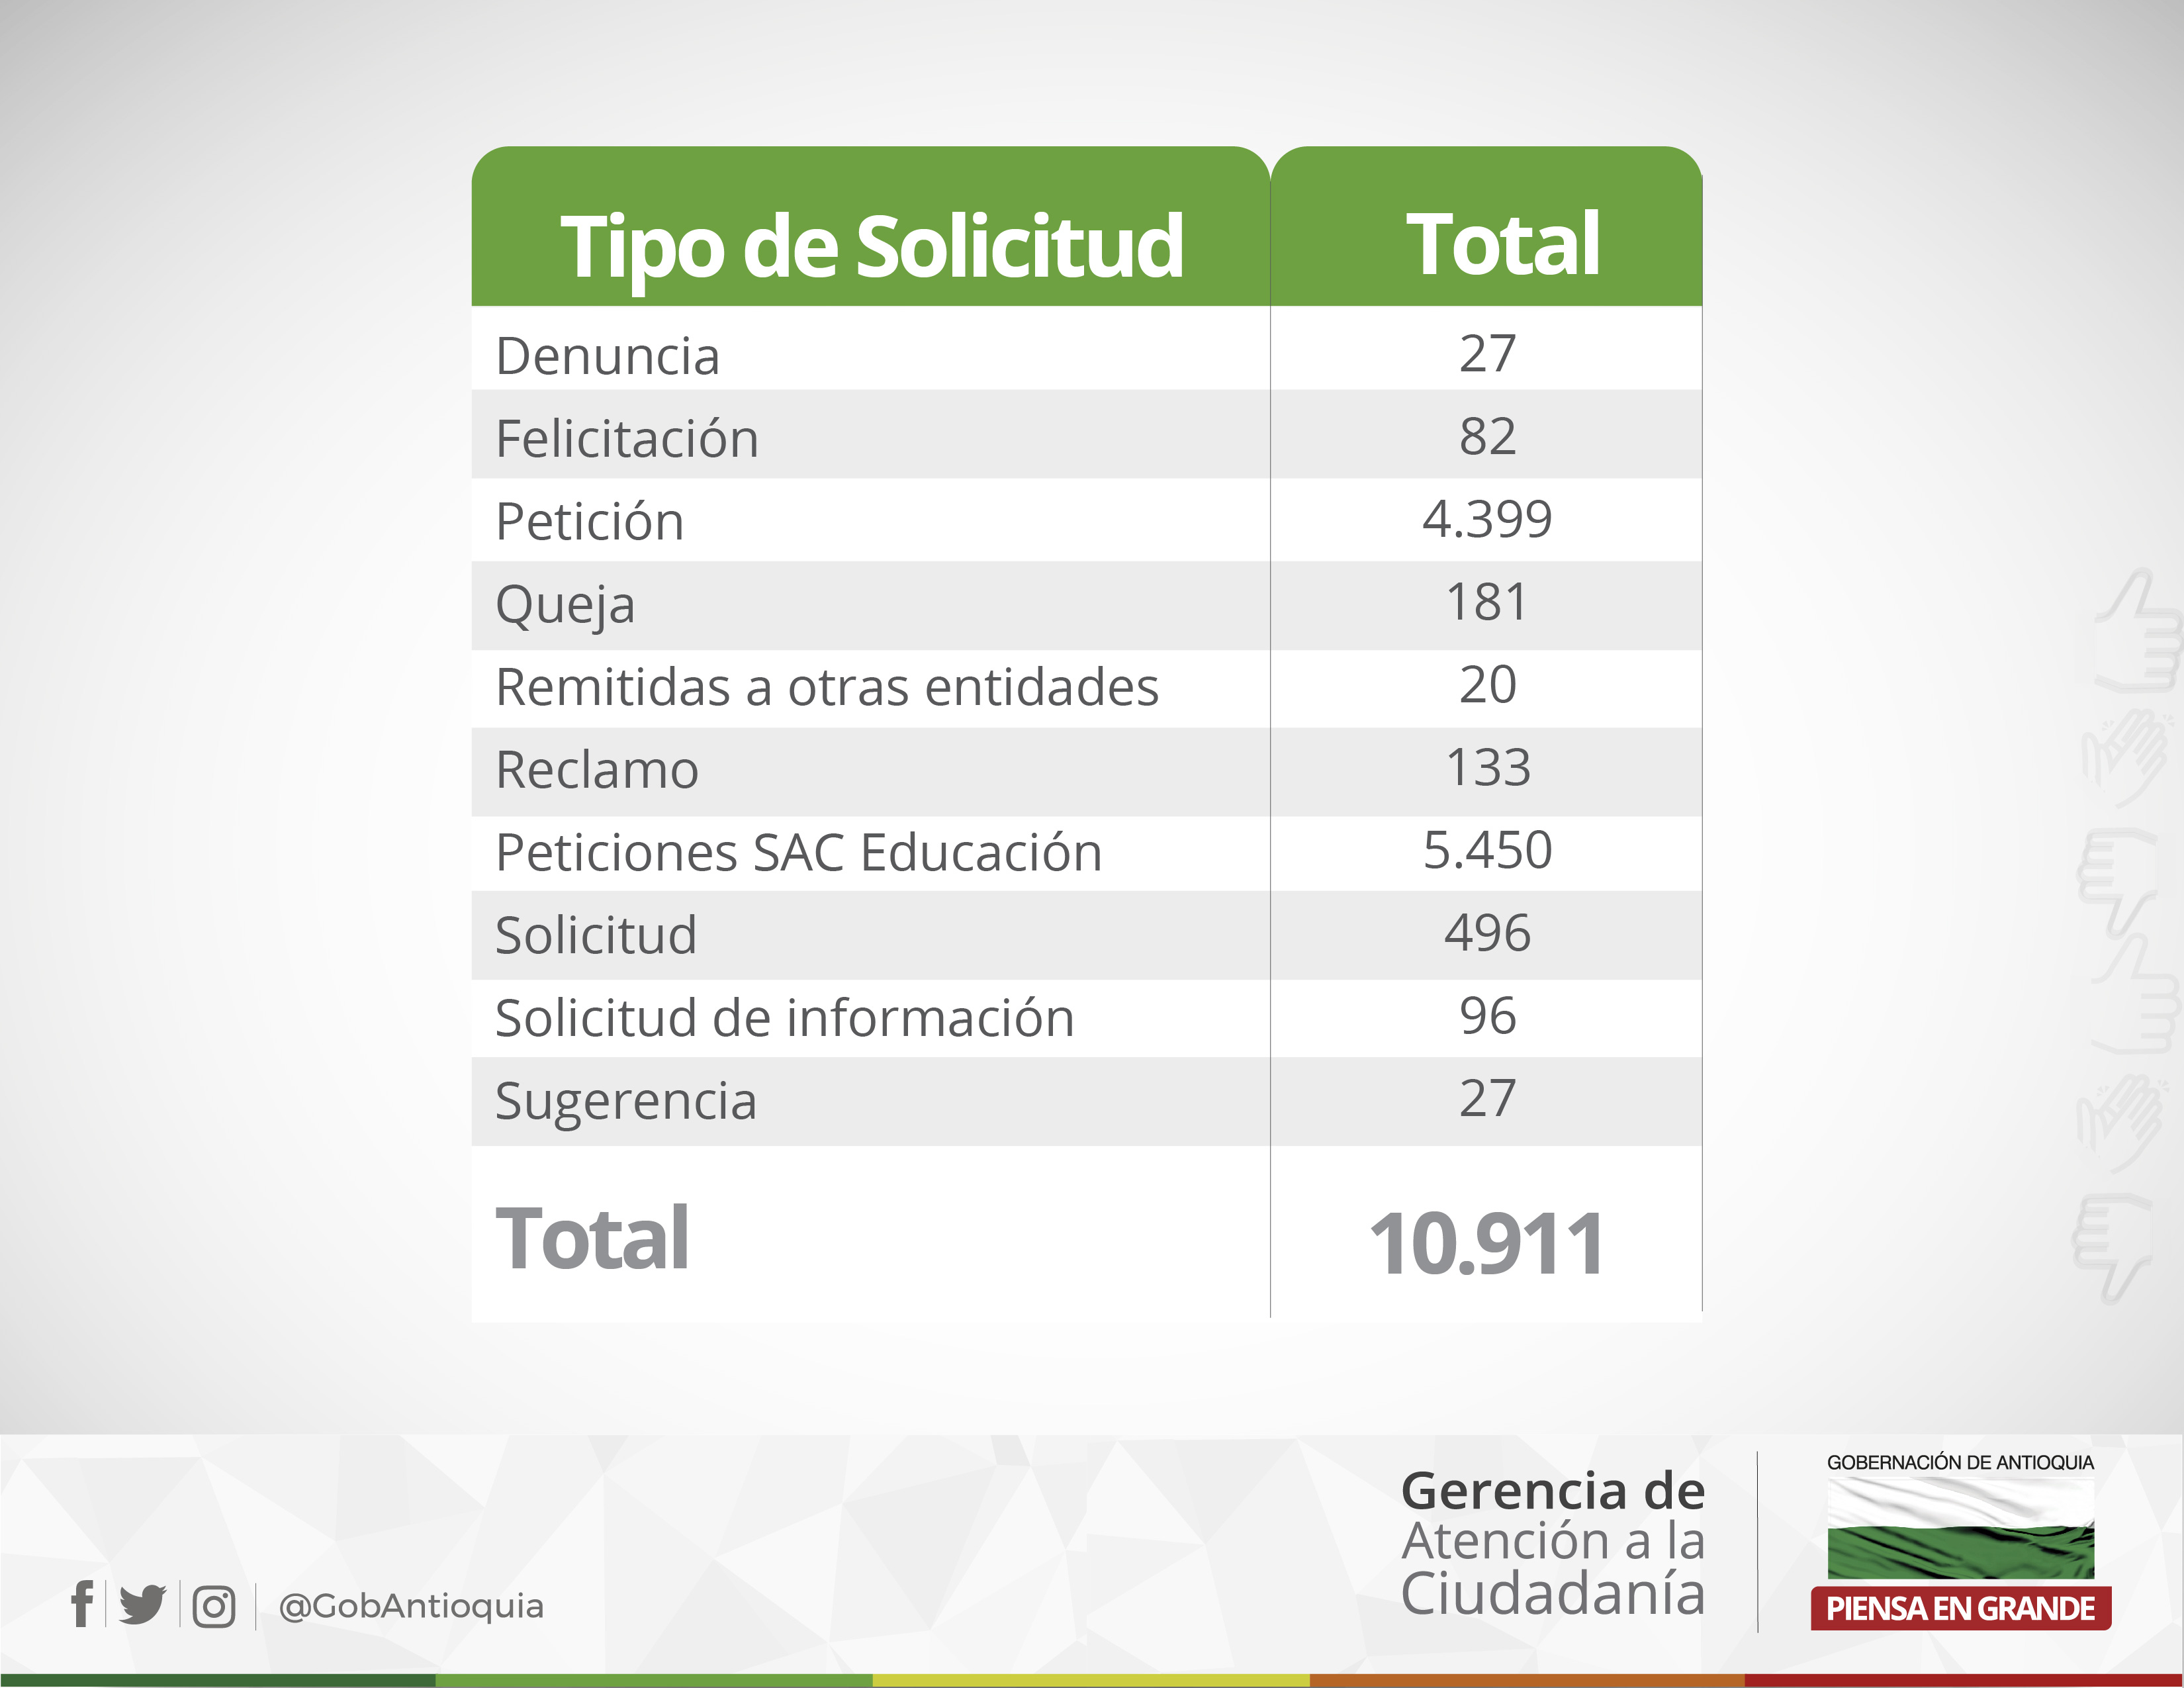 Tipo de Solicitud Total
Denuncia 27
Felicitación 82
Petición 4.399
Queja 181
Remitidas a otras entidades 20
Reclamo 133
Peticiones SAC Educación 5.450
Solicitud 496
Solicitud de información 96
Sugerencia 27
Total 10.911
@GobAntioquia
Gerencia de
Atención a la
Ciudadanía
GOBERNACIÓN DE ANTIOQUIA
PIENSA EN GRANDE